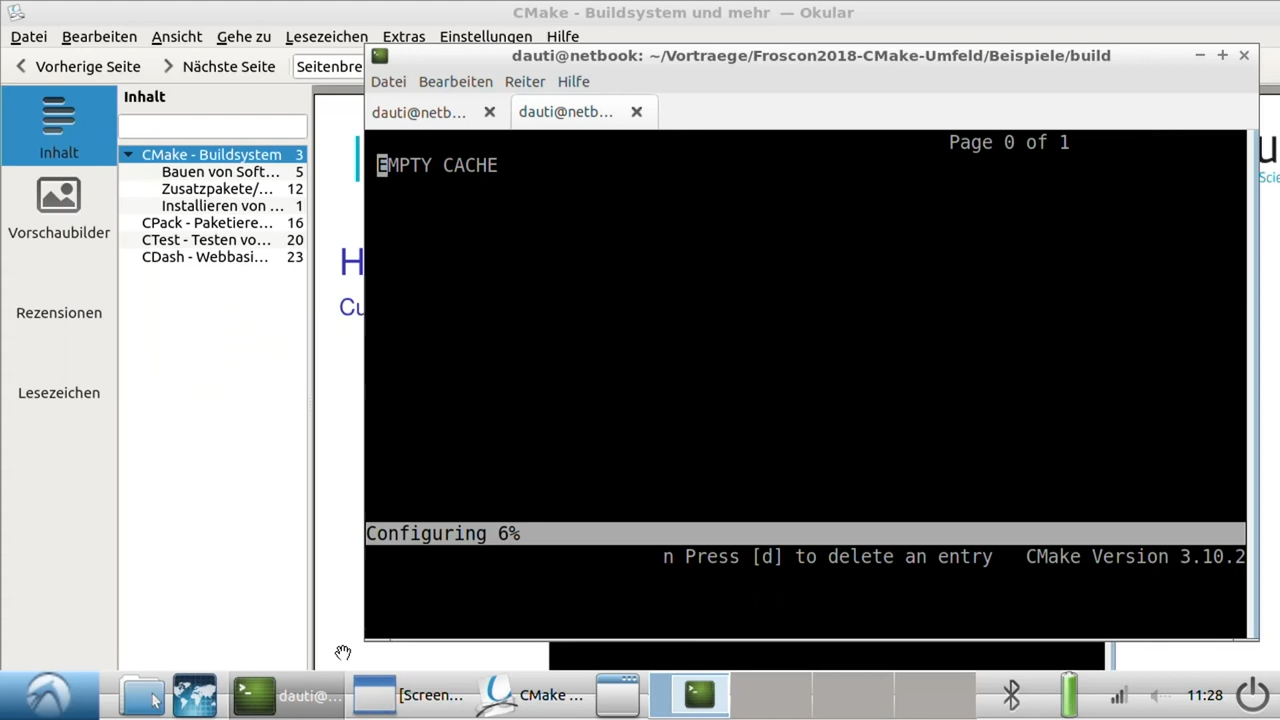 CMake - Buildsystem und mehr — Okular
Datei Bearbeiten Ansicht Gehe zu Lesezeichen Extras Einstellungen Hilfe
Vorherige Seite Nächste Seite Seitenbre
Inhalt
Inhalt
Vorschaubilder
Rezensionen
Lesezeichen
CMake - Buildsystem 3
Bauen von Soft... 5
Zusatzpakete/... 12
Installieren von ... 1
CPack - Paketiere... 16
CTest - Testen vo... 20
CDash - Webbasi... 23
H
Cu
u
Scie
dauti@netbook: ~/Vortraege/Froscon2018-CMake-Umfeld/Beispiele/build
Datei Bearbeiten Reiter Hilfe
dauti@netb... dauti@netb...
Page 0 of 1
EMPTY CACHE
Configuring 6%
n Press [d] to delete an entry CMake Version 3.10.2
dauti@... [Screen... CMake ... 11:28